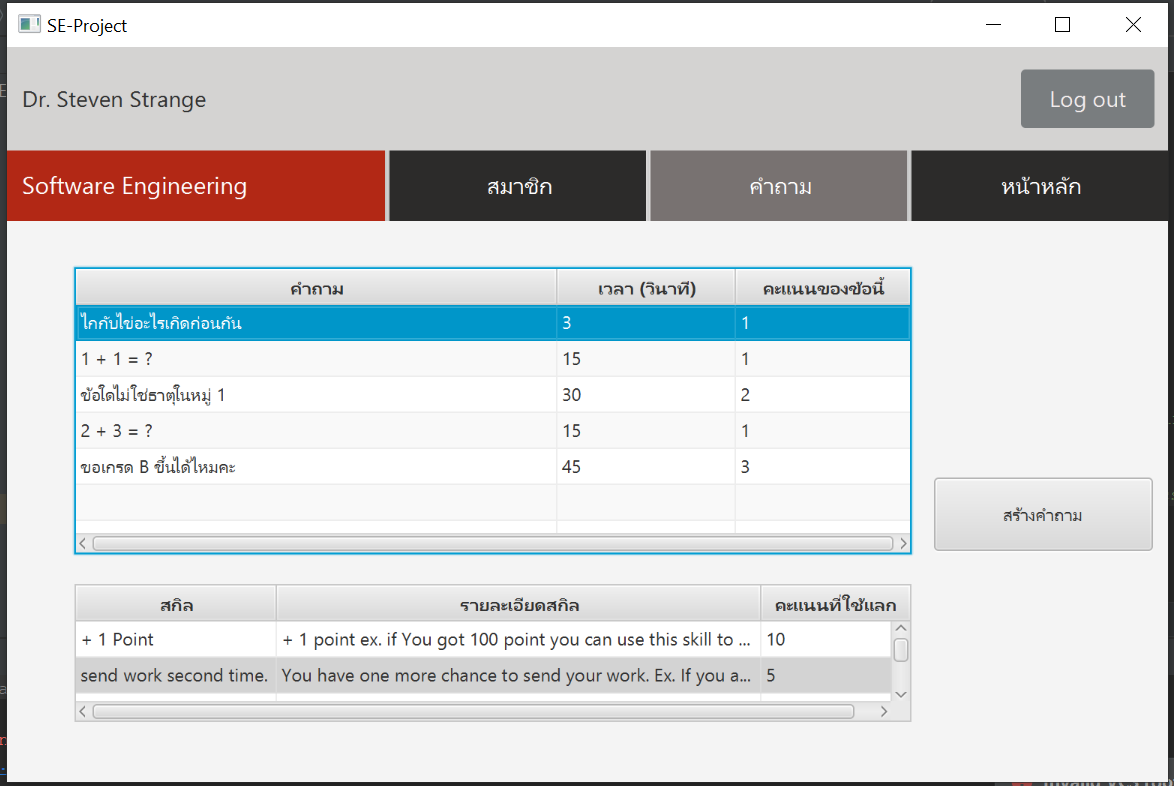 SE-Project
Dr. Steven Strange
Log out
Software Engineering
สมาชิก
คำถาม
หน้าหลัก
คำถาม เวลา (วินาที) คะแนนของข้อนี้
ไก่กับไข่อะไรเกิดก่อนกัน 3 1
1 + 1 = ? 15 1
ข้อใดไม่ใช่ธาตุในหมู่ 1 30 2
2 + 3 = ? 15 1
ขอเกรด B ขึ้นได้ไหมคะ 45 3
สร้างคำถาม
สกิล รายละเอียดสกิล คะแนนที่ใช้แลก
+ 1 Point + 1 point ex. if You got 100 point you can use this skill to ... 10
send work second time. You have one more chance to send your work. Ex. If you a... 5